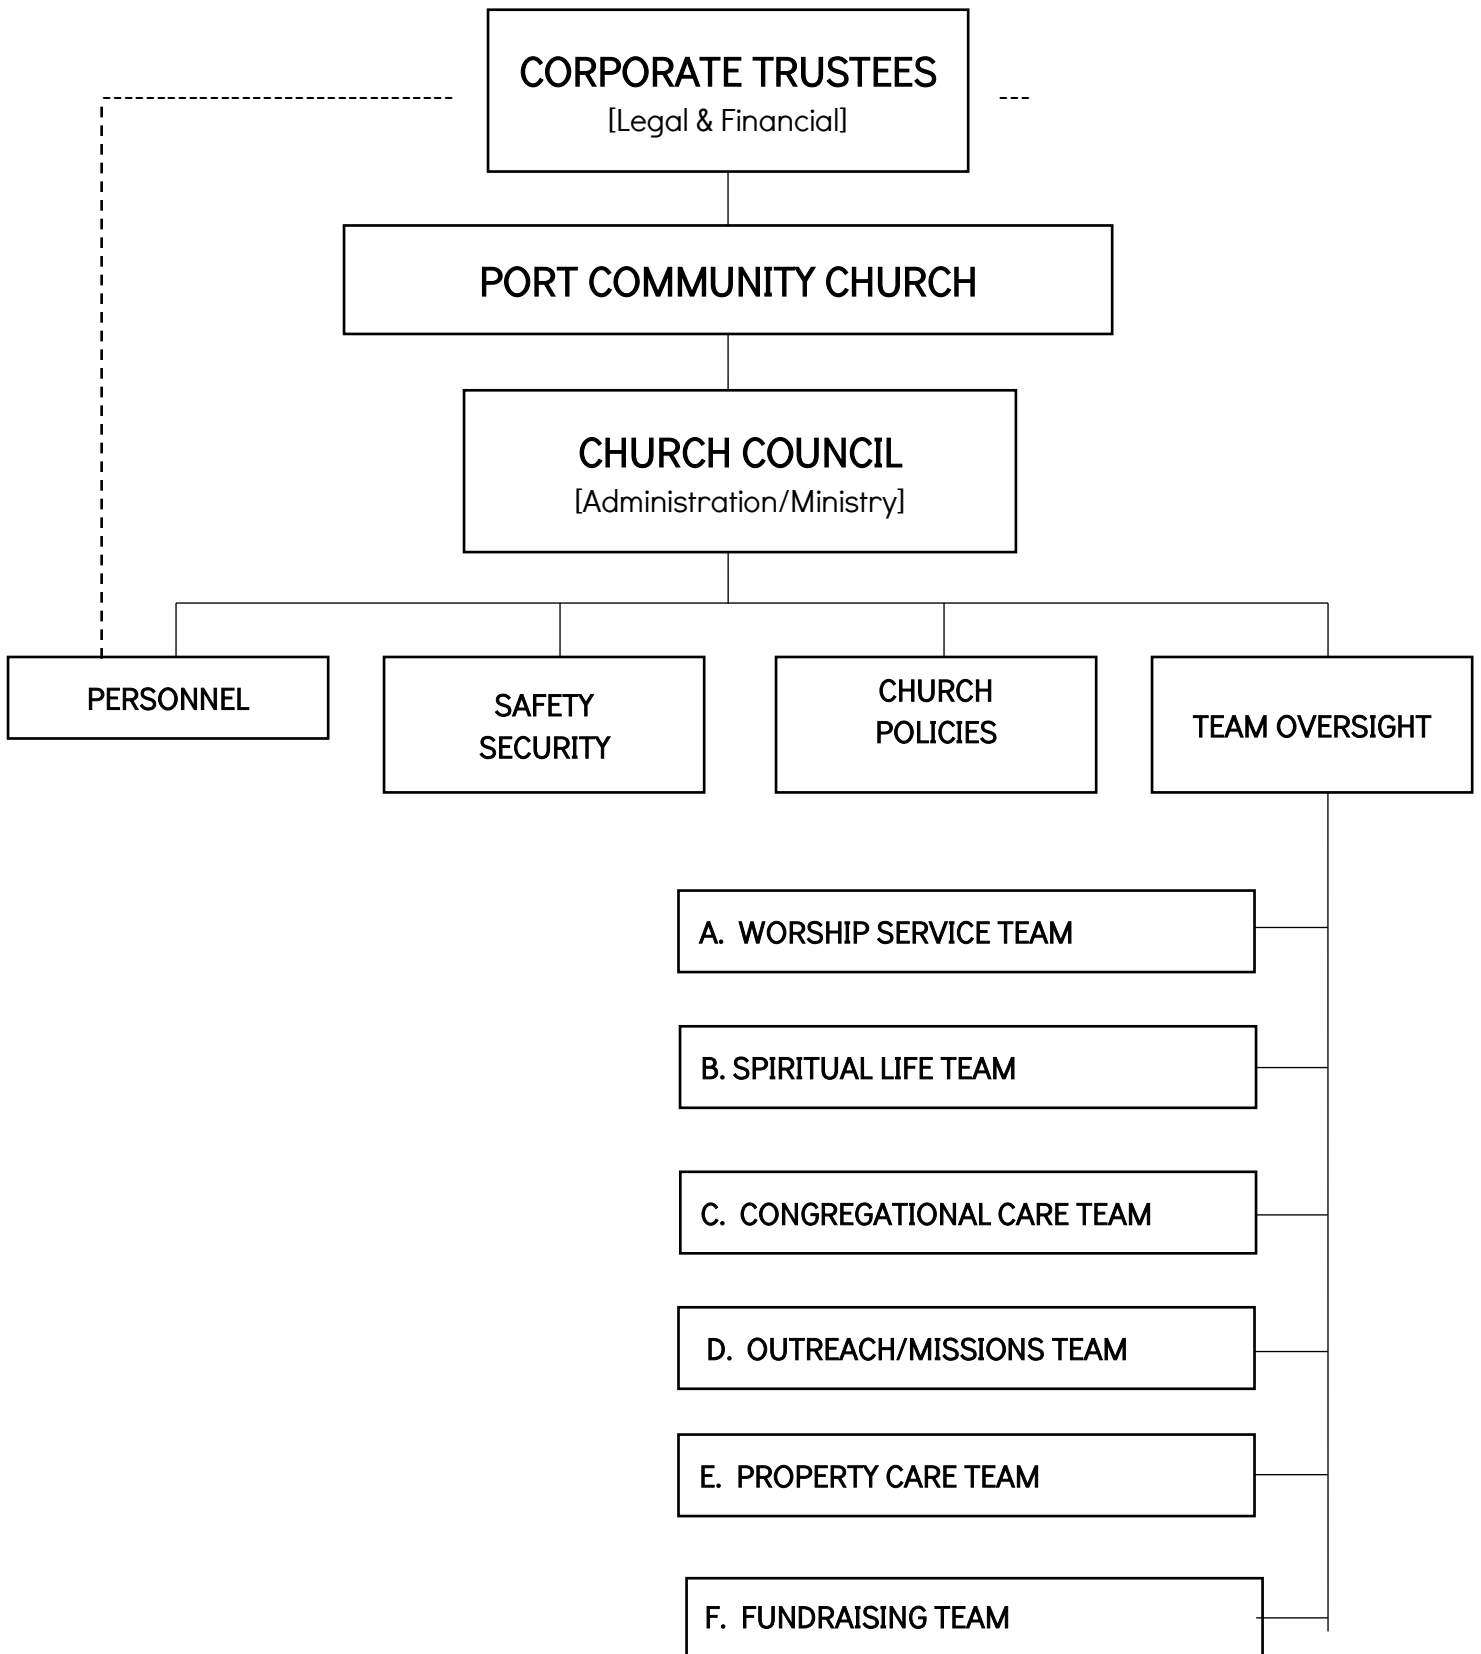 CORPORATE TRUSTEES
[Legal & Financial]
PORT COMMUNITY CHURCH
CHURCH COUNCIL
[Administration/Ministry]
PERSONNEL
SAFETY
SECURITY
CHURCH
POLICIES
TEAM OVERSIGHT
A. WORSHIP SERVICE TEAM
B. SPIRITUAL LIFE TEAM
C. CONGREGATIONAL CARE TEAM
D. OUTREACH/MISSIONS TEAM
E. PROPERTY CARE TEAM
F. FUNDRAISING TEAM